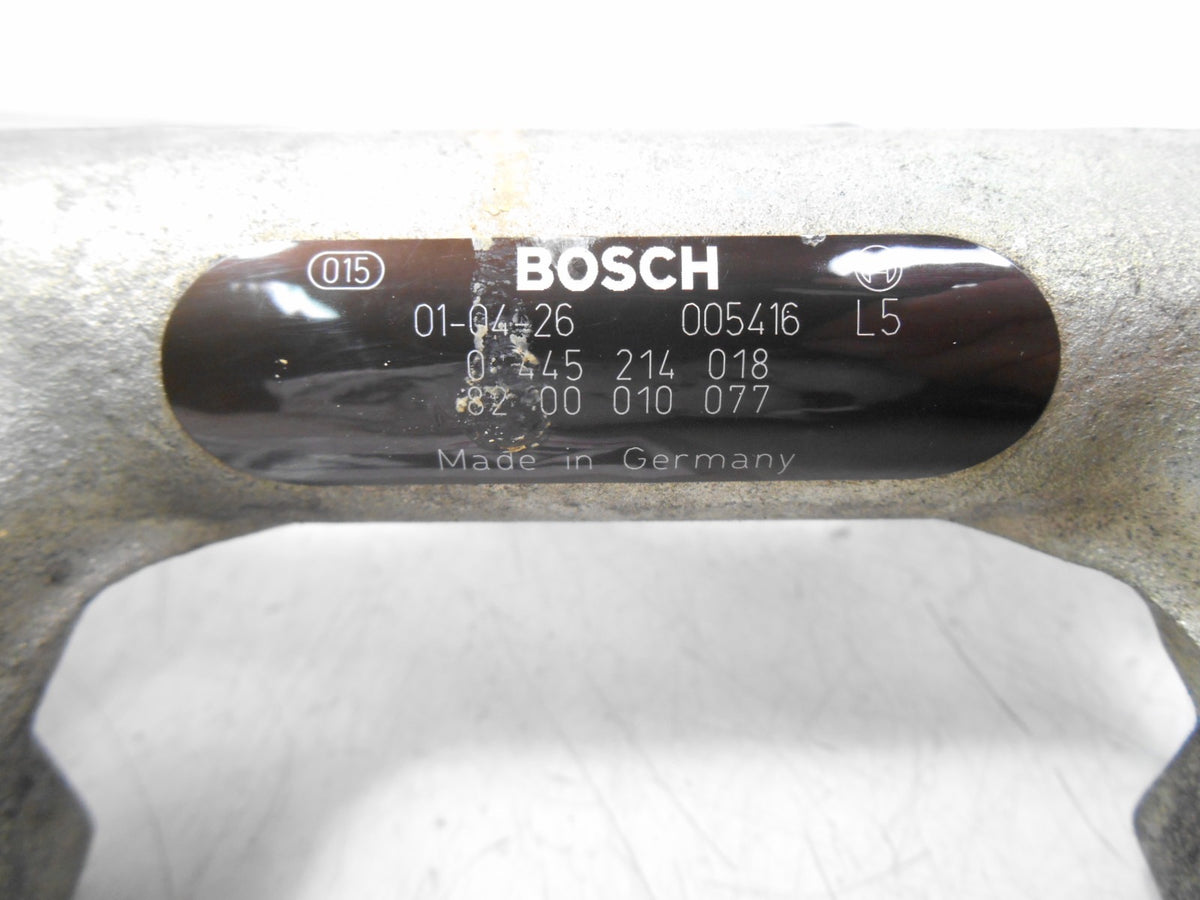 015 BOSCH
01-04-26 005416 L5
0 445 214 018
82 00 010 077
Made in Germany